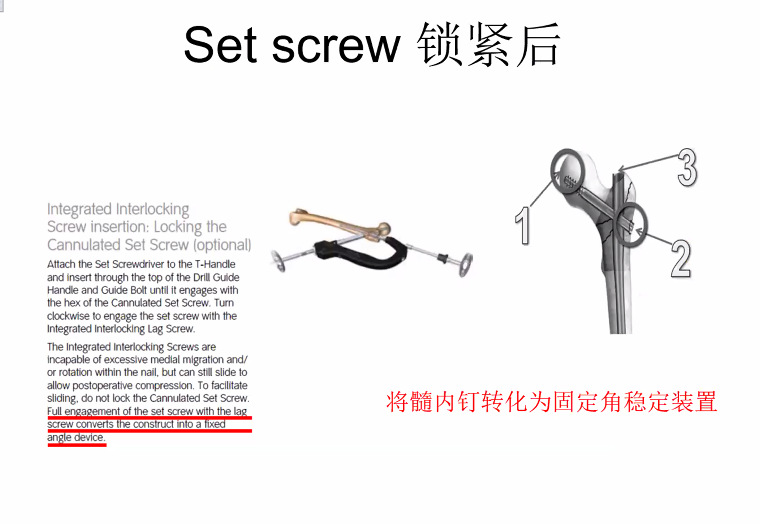 Set screw 锁紧后
Integrated Interlocking
Screw insertion: Locking the
Cannulated Set Screw (optional)
Attach the Set Screwdriver to the T-Handle
and insert through the top of the Drill Guide
Handle and Guide Bolt until it engages with
the hex of the Cannulated Set Screw. Turn
clockwise to engage the set screw with the
Integrated Interlocking Lag Screw.
The Integrated Interlocking Screws are
incapable of excessive medial migration and/
or rotation within the nail, but can still slide to
allow postoperative compression. To facilitate
sliding, do not lock the Cannulated Set Screw.
Full engagement of the set screw with the lag
screw converts the construct into a fixed
angle device.
1
3
2
将髓内钉转化为固定角稳定装置